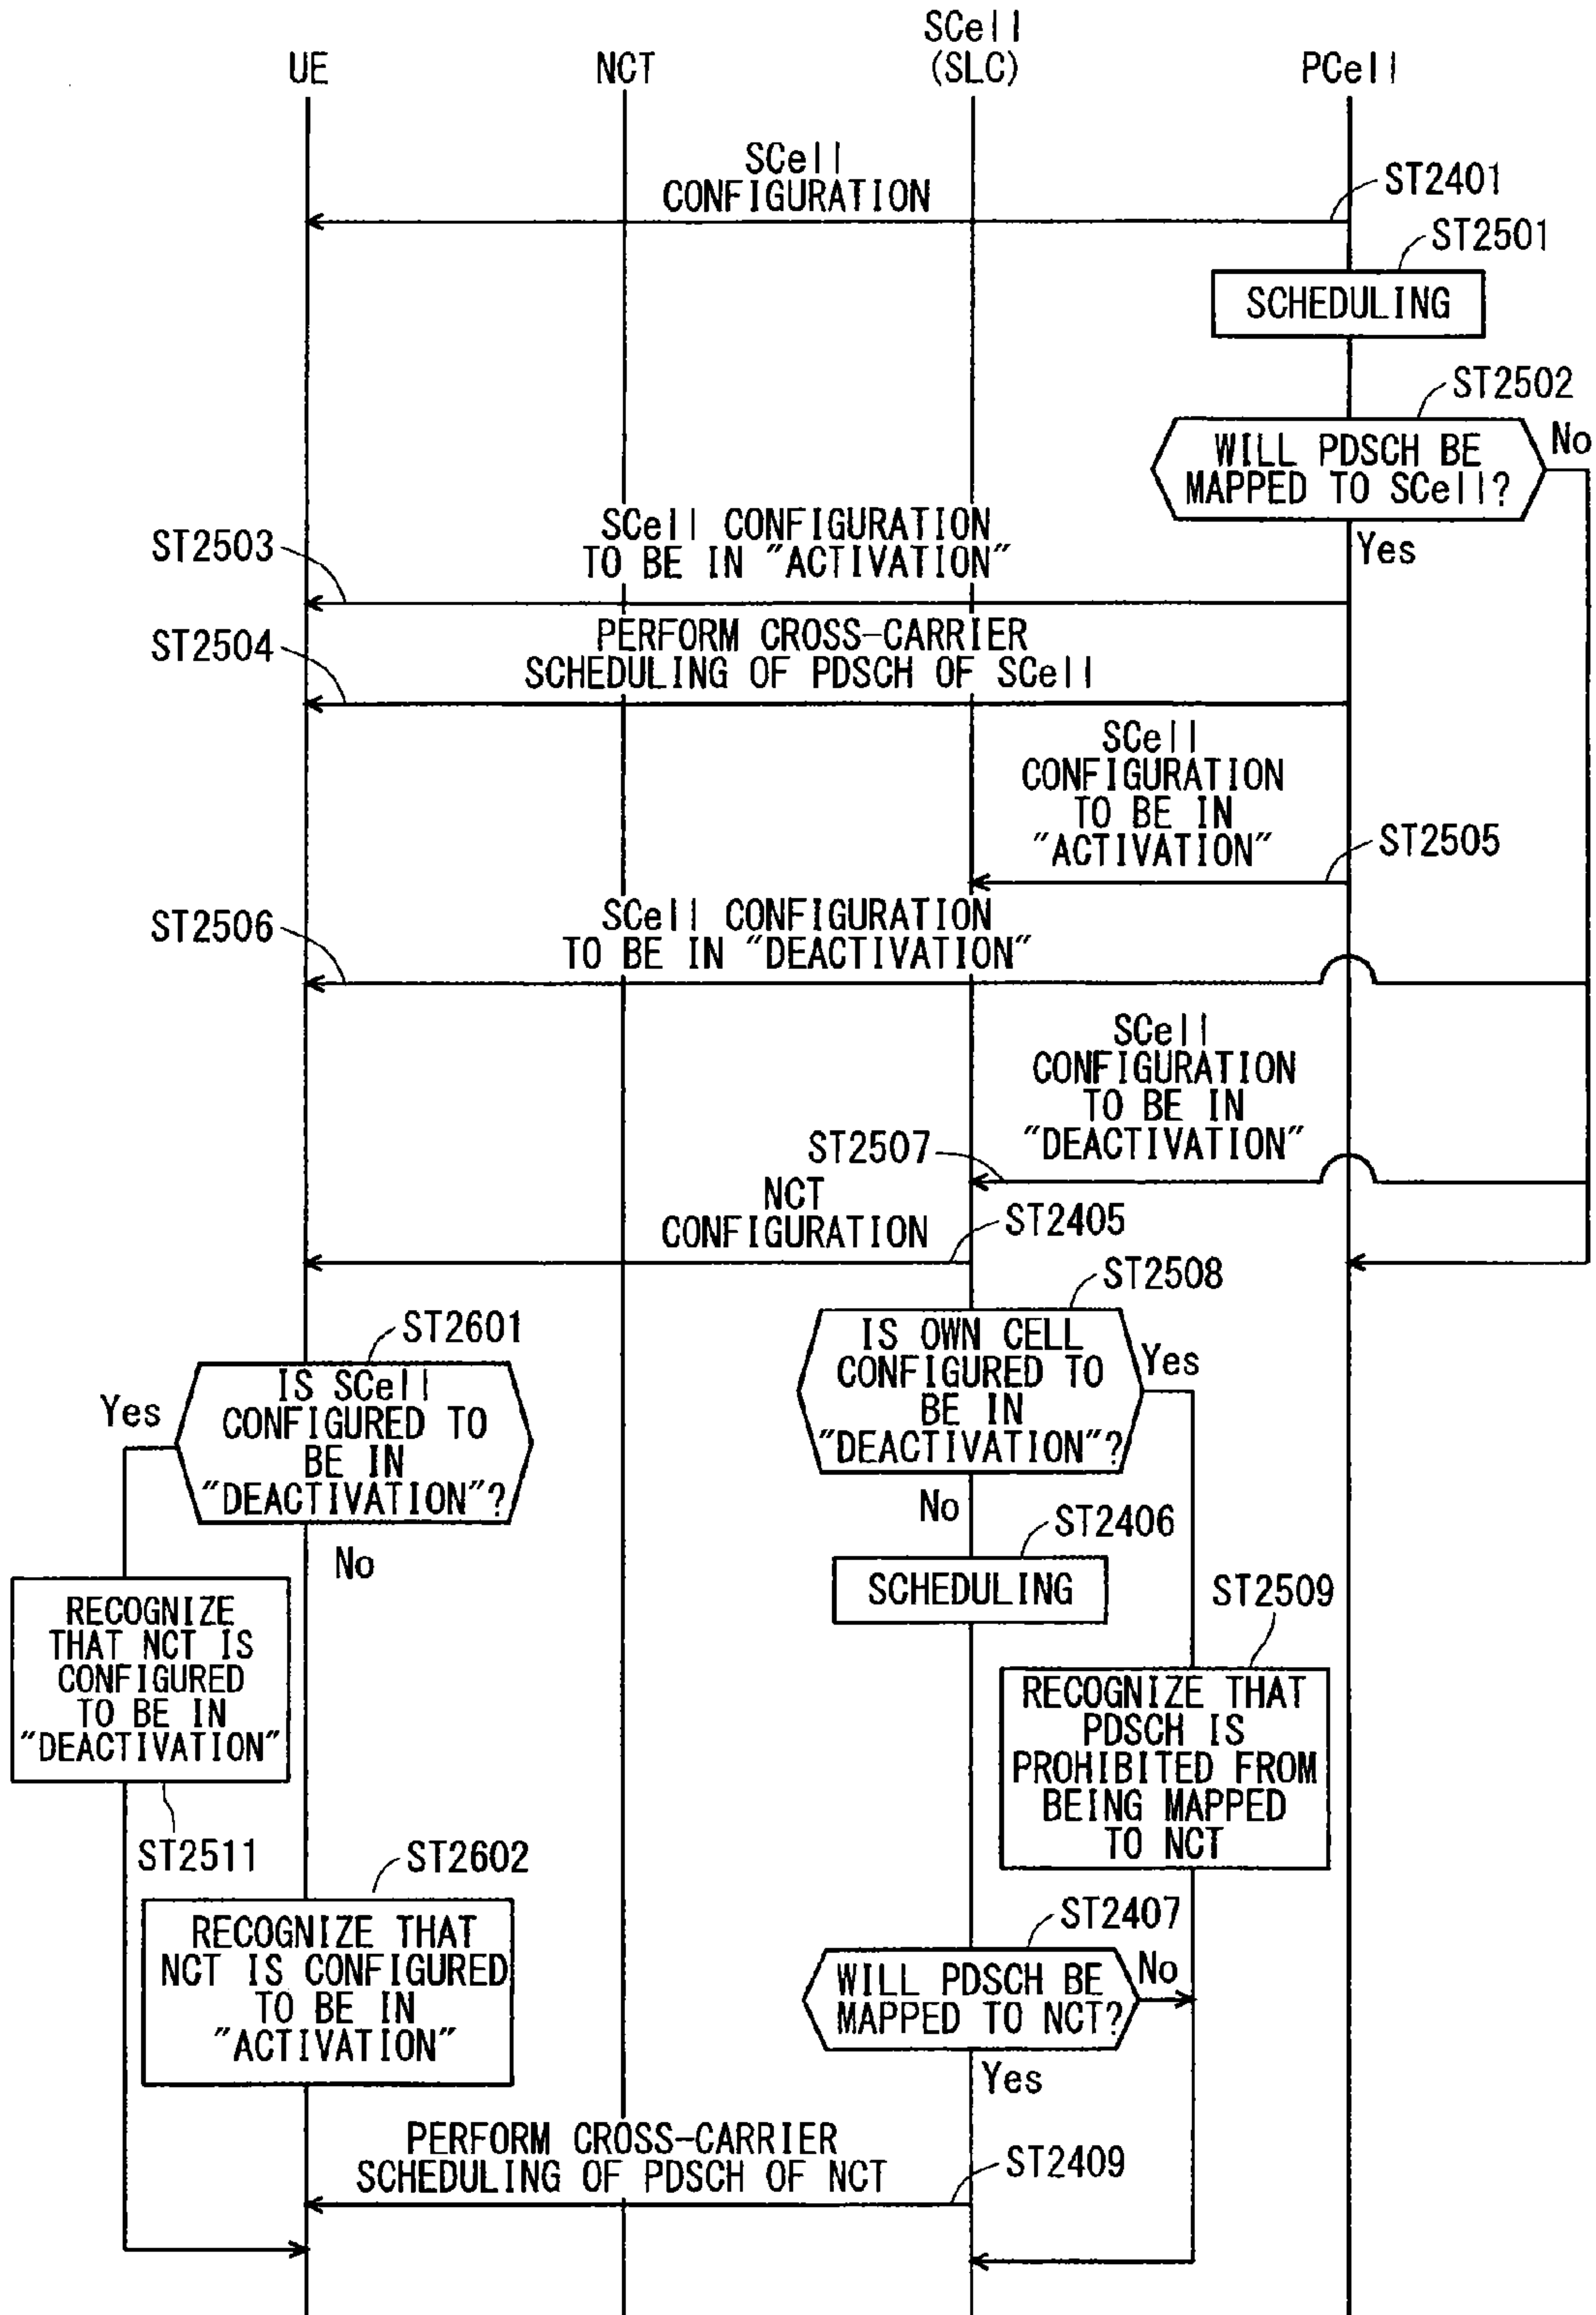 SCell
UE
NCT
(SLC)
PCell
SCell
CONFIGURATION
ST2401
ST2501
SCHEDULING
ST2502
WILL PDSCH BE
MAPPED TO SCell?
No
Yes
SCell CONFIGURATION
TO BE IN "ACTIVATION"
ST2503
PERFORM CROSS-CARRIER
SCHEDULING OF PDSCH OF SCell
ST2504
SCell
CONFIGURATION
TO BE IN
"ACTIVATION"
ST2505
SCell CONFIGURATION
TO BE IN "DEACTIVATION"
ST2506
SCell
CONFIGURATION
TO BE IN
"DEACTIVATION"
ST2507
NCT
CONFIGURATION
ST2405
ST2508
IS OWN CELL
CONFIGURED TO
BE IN
"DEACTIVATION"?
Yes
No
ST2601
IS SCell
CONFIGURED TO
BE IN
"DEACTIVATION"?
Yes
No
ST2406
SCHEDULING
ST2509
RECOGNIZE THAT
PDSCH IS
PROHIBITED FROM
BEING MAPPED
TO NCT
RECOGNIZE
THAT NCT IS
CONFIGURED
TO BE IN
"DEACTIVATION"
ST2511
ST2602
RECOGNIZE THAT
NCT IS CONFIGURED
TO BE IN
"ACTIVATION"
ST2407
WILL PDSCH BE
MAPPED TO NCT?
No
Yes
PERFORM CROSS-CARRIER
SCHEDULING OF PDSCH OF NCT
ST2409